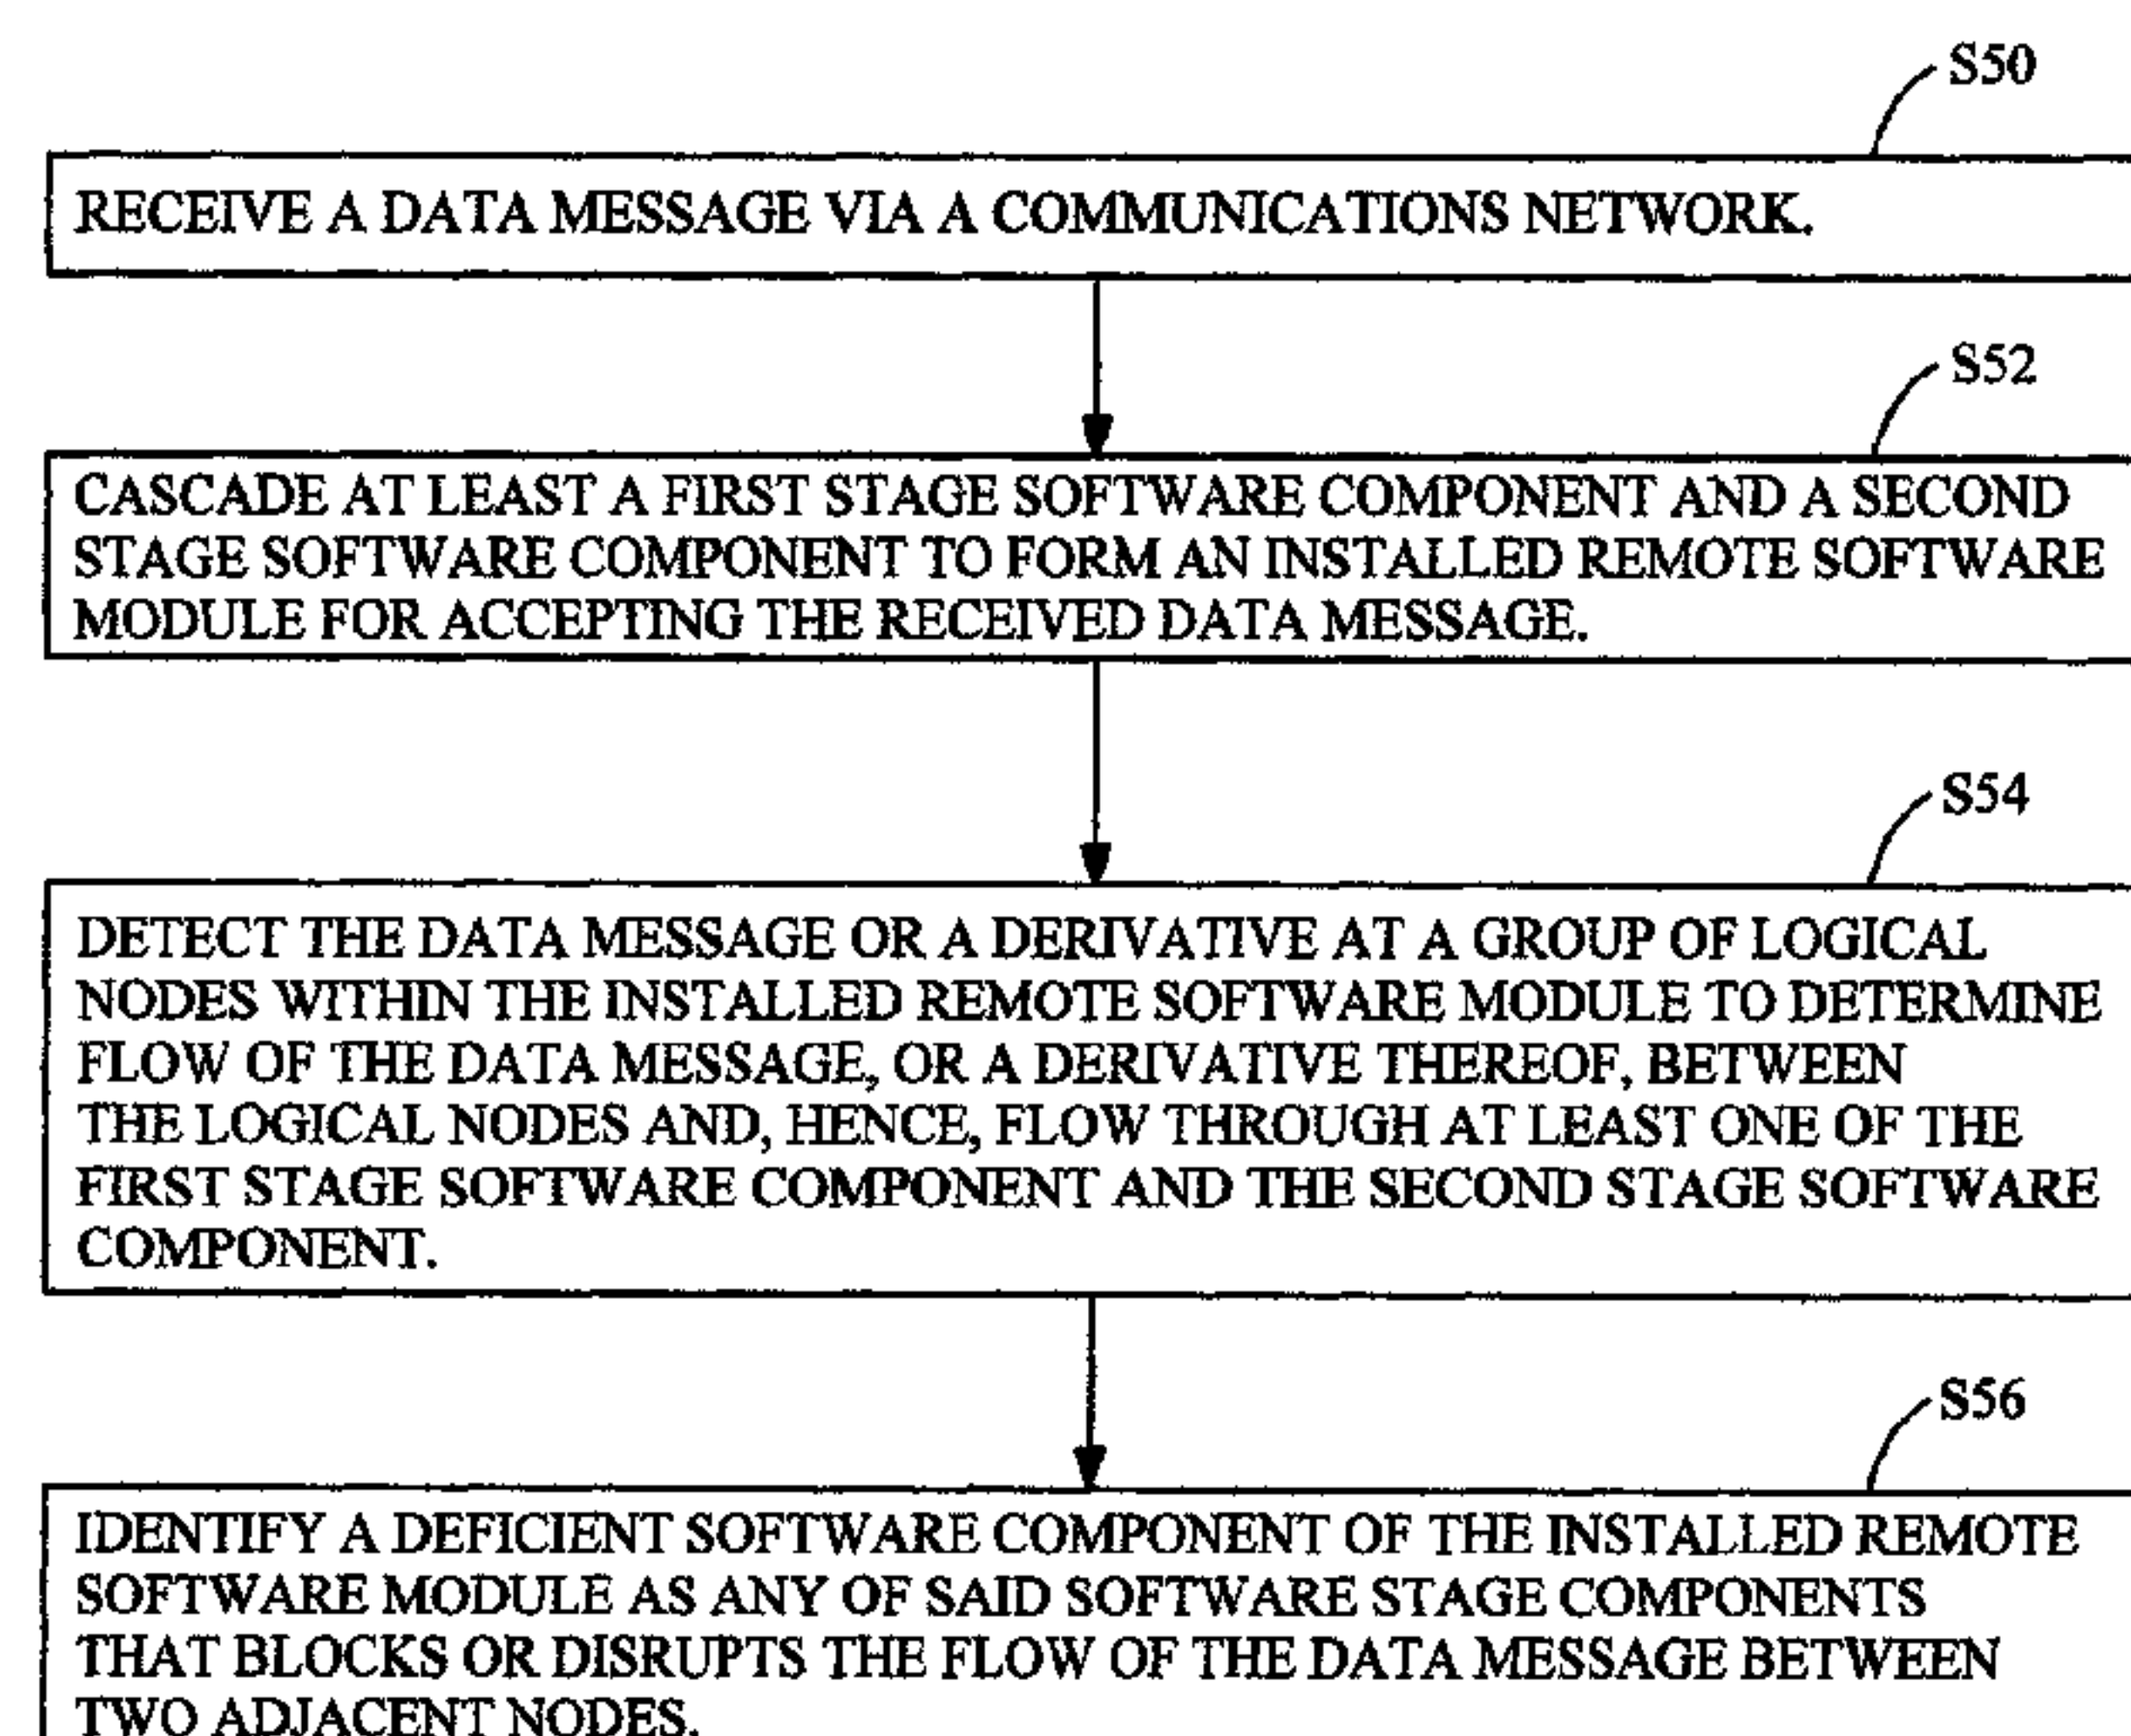 S50
RECEIVE A DATA MESSAGE VIA A COMMUNICATIONS NETWORK.
S52
CASCADE AT LEAST A FIRST STAGE SOFTWARE COMPONENT AND A SECOND
STAGE SOFTWARE COMPONENT TO FORM AN INSTALLED REMOTE SOFTWARE
MODULE FOR ACCEPTING THE RECEIVED DATA MESSAGE.
S54
DETECT THE DATA MESSAGE OR A DERIVATIVE AT A GROUP OF LOGICAL
NODES WITHIN THE INSTALLED REMOTE SOFTWARE MODULE TO DETERMINE
FLOW OF THE DATA MESSAGE, OR A DERIVATIVE THEREOF, BETWEEN
THE LOGICAL NODES AND, HENCE, FLOW THROUGH AT LEAST ONE OF THE
FIRST STAGE SOFTWARE COMPONENT AND THE SECOND STAGE SOFTWARE
COMPONENT.
S56
IDENTIFY A DEFICIENT SOFTWARE COMPONENT OF THE INSTALLED REMOTE
SOFTWARE MODULE AS ANY OF SAID SOFTWARE STAGE COMPONENTS
THAT BLOCKS OR DISRUPTS THE FLOW OF THE DATA MESSAGE BETWEEN
TWO ADJACENT NODES.